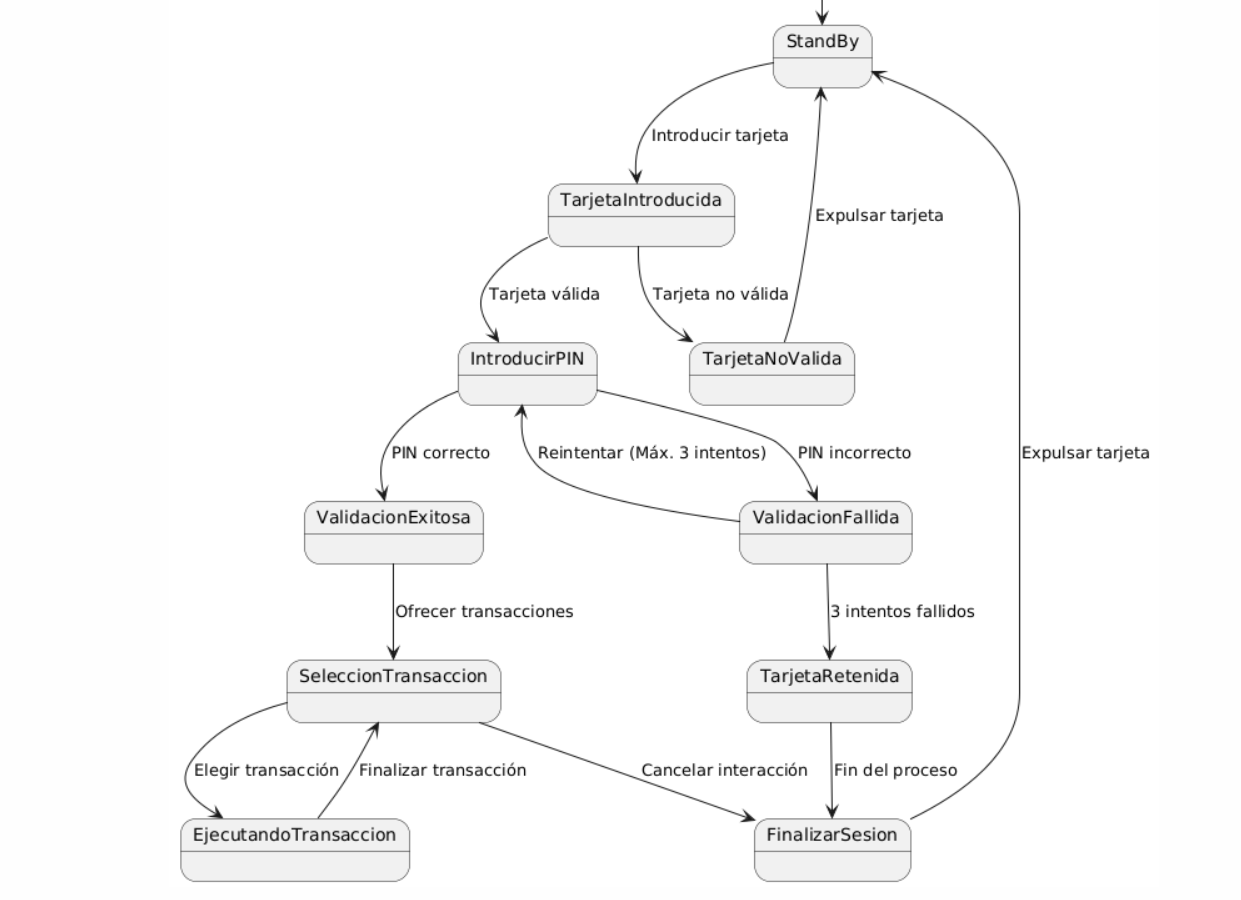 StandBy
Introducir tarjeta
TarjetaIntroducida
Expulsar tarjeta
Tarjeta válida
Tarjeta no válida
IntroducirPIN
TarjetaNoValida
PIN correcto
Reintentar (Máx. 3 intentos)
PIN incorrecto
Expulsar tarjeta
ValidacionExitosa
ValidacionFallida
Ofrecer transacciones
3 intentos fallidos
SeleccionTransaccion
TarjetaRetenida
Elegir transacción
Finalizar transacción
Cancelar interacción
Fin del proceso
EjecutandoTransaccion
FinalizarSesion